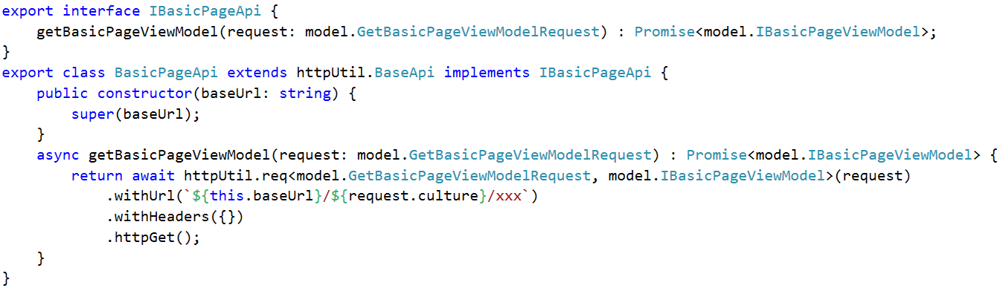 export interface IBasicPageApi {
    getBasicPageViewModel(request: model.GetBasicPageViewModelRequest) : Promise<model.IBasicPageViewModel>;
}
export class BasicPageApi extends httpUtil.BaseApi implements IBasicPageApi {
    public constructor(baseUrl: string) {
        super(baseUrl);
    }
    async getBasicPageViewModel(request: model.GetBasicPageViewModelRequest) : Promise<model.IBasicPageViewModel> {
        return await httpUtil.req<model.GetBasicPageViewModelRequest, model.IBasicPageViewModel>(request)
            .withUrl(`${this.baseUrl}/${request.culture}/xxx`)
            .withHeaders({})
            .httpGet();
    }
}